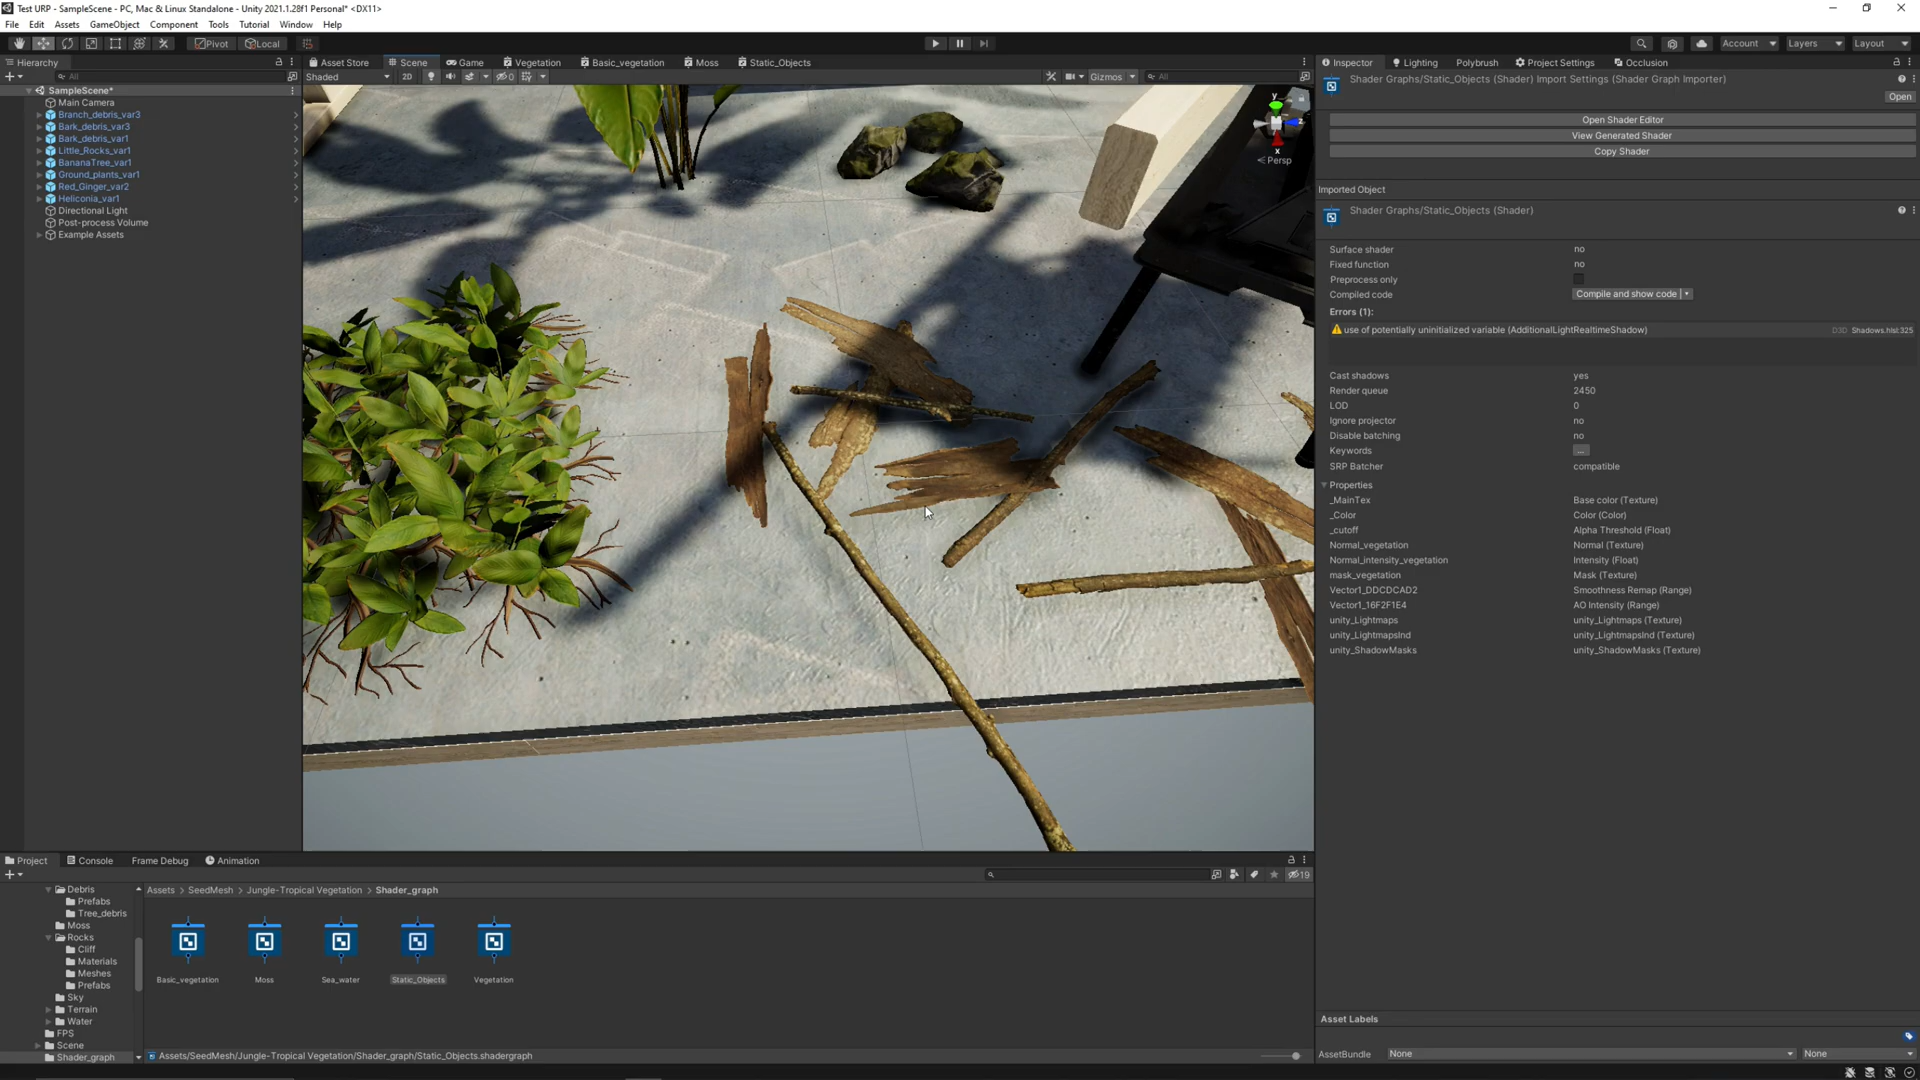 Test URP - SampleScene - PC, Mac & Linux Standalone - Unity 2021.1.28f1 Personal* <DX11>
File Edit Assets GameObject Component Tools Tutorial Window Help
Pivot Local Account Layers Layout
Hierarchy
All
SampleScene*
Main Camera
Branch_debris_var3
Bark_debris_var3
Bark_debris_var1
Little_Rocks_var1
BananaTree_var1
Ground_plants_var1
Red_Ginger_var2
Heliconia_var1
Directional Light
Post-process Volume
Example Assets
Asset Store Scene Game Vegetation Basic_vegetation Moss Static_Objects
Shaded 2D 0 Gizmos All
y
z
x
Persp
Inspector Lighting Polybrush Project Settings Occlusion
Shader Graphs/Static_Objects (Shader) Import Settings (Shader Graph Importer)
Open
Open Shader Editor
View Generated Shader
Copy Shader
Imported Object
Shader Graphs/Static_Objects (Shader)
Surface shader no
Fixed function no
Preprocess only
Compiled code Compile and show code
Errors (1):
use of potentially uninitialized variable (AdditionalLightRealtimeShadow) D3D Shadows.hlsl:325
Cast shadows yes
Render queue 2450
LOD 0
Ignore projector no
Disable batching no
Keywords ...
SRP Batcher compatible
Properties
_MainTex Base color (Texture)
_Color Color (Color)
_cutoff Alpha Threshold (Float)
Normal_vegetation Normal (Texture)
Normal_intensity_vegetation Intensity (Float)
mask_vegetation Mask (Texture)
Vector1_DDCDCAD2 Smoothness Remap (Range)
Vector1_16F2F1E4 AO Intensity (Range)
unity_Lightmaps unity_Lightmaps (Texture)
unity_LightmapsInd unity_LightmapsInd (Texture)
unity_ShadowMasks unity_ShadowMasks (Texture)
Asset Labels
AssetBundle None None
Project Console Frame Debug Animation
19
Debris
Prefabs
Tree_debris
Moss
Rocks
Cliff
Materials
Meshes
Prefabs
Sky
Terrain
Water
FPS
Scene
Shader_graph
Assets > SeedMesh > Jungle-Tropical Vegetation > Shader_graph
Basic_vegetation Moss Sea_water Static_Objects Vegetation
Assets/SeedMesh/Jungle-Tropical Vegetation/Shader_graph/Static_Objects.shadergraph